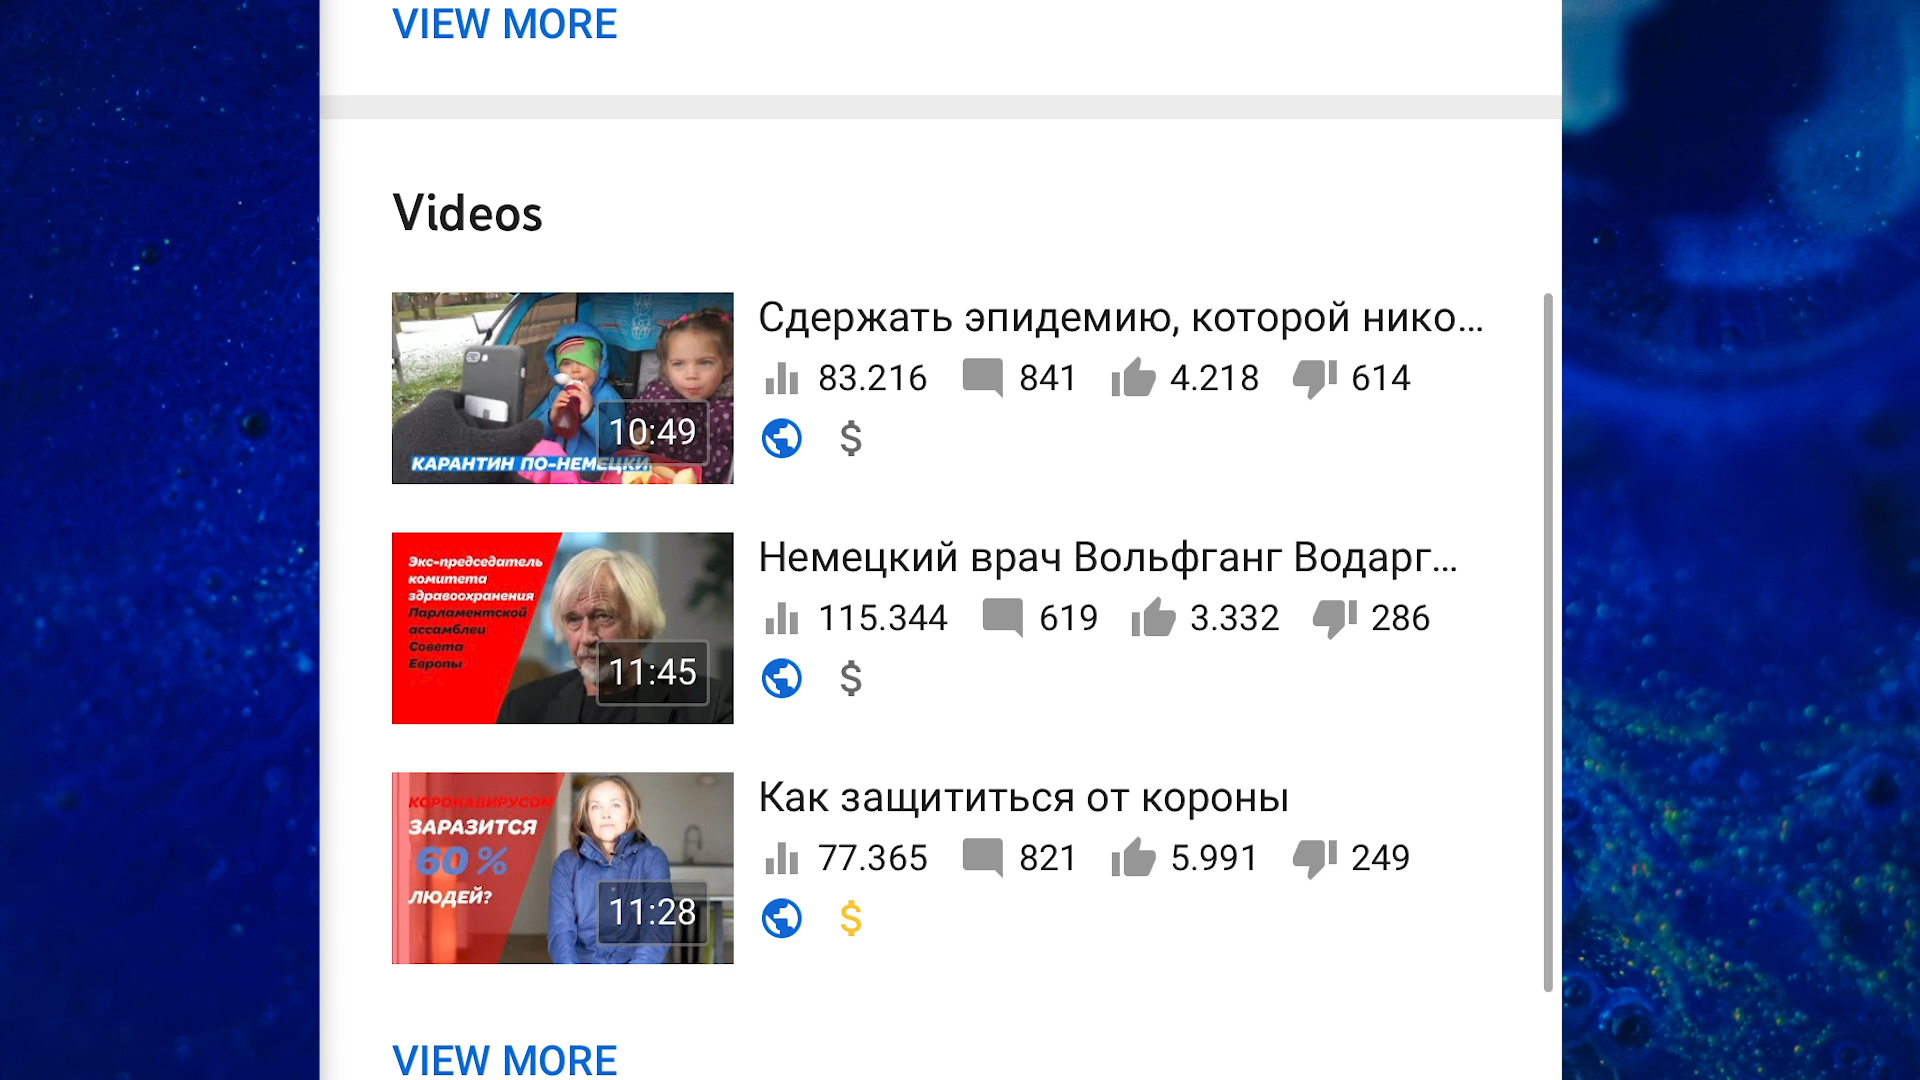 VIEW MORE
Videos
Сдержать эпидемию, которой нико...
83.216 841 4.218 614
$
10:49
КАРАНТИН ПО-НЕМЕЦКИ
Немецкий врач Вольфганг Водарг...
115.344 619 3.332 286
$
Экс-председатель
комитета
здравоохранения
Парламентской
ассамблеи
Совета
Европы
11:45
Как защититься от короны
77.365 821 5.991 249
$
КОРОНАВИРУСОМ
ЗАРАЗИТСЯ
60 %
ЛЮДЕЙ?
11:28
VIEW MORE